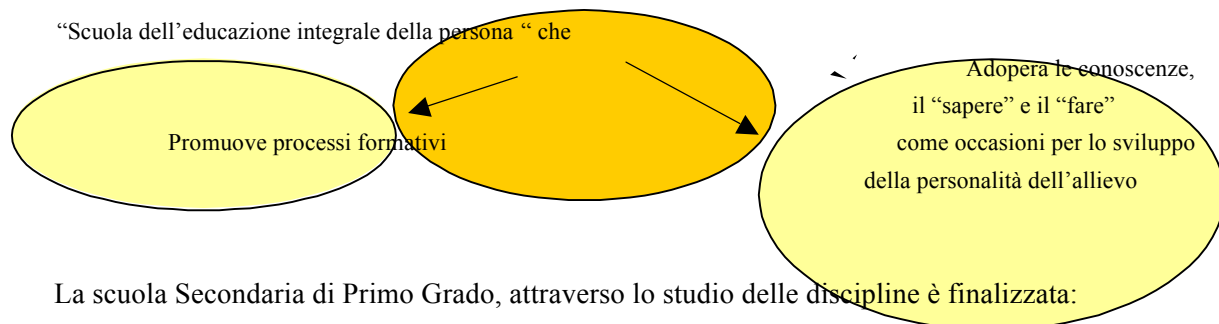 “Scuola dell’educazione integrale della persona “ che
Promuove processi formativi
Adopera le conoscenze,
il “sapere” e il “fare”
come occasioni per lo sviluppo
della personalità dell’allievo
La scuola Secondaria di Primo Grado, attraverso lo studio delle discipline è finalizzata: